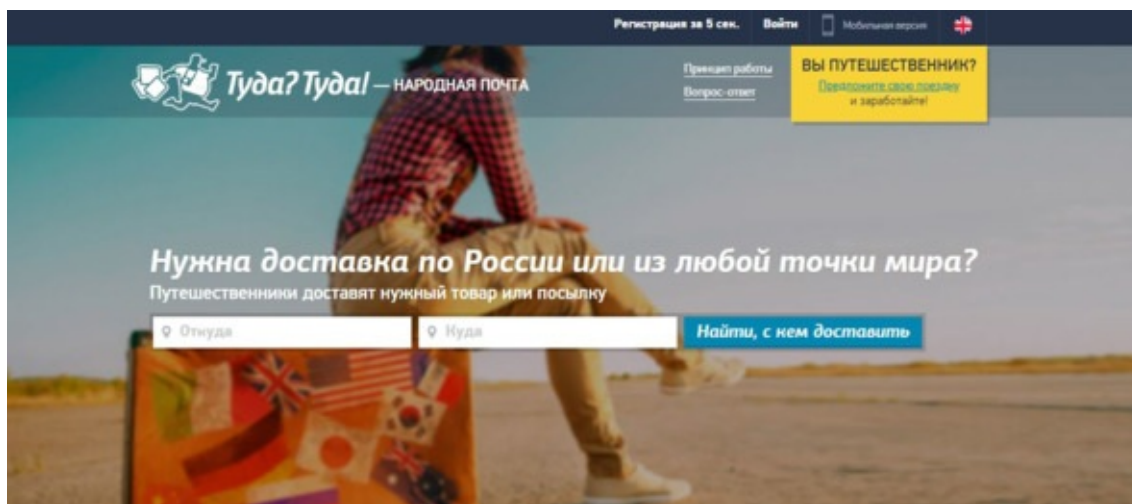 Регистрация за 5 сек. Войти Мобильная версия
Туда? Туда! — НАРОДНАЯ ПОЧТА
Принцип работы
Вопрос-ответ
ВЫ ПУТЕШЕСТВЕННИК?
Предложите свою поездку
и заработайте!
Нужна доставка по России или из любой точки мира?
Путешественники доставят нужный товар или посылку
Откуда Куда Найти, с кем доставить